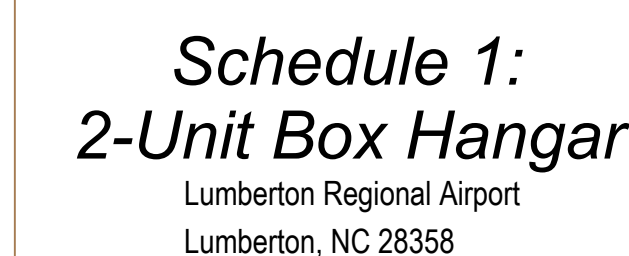 Schedule 1:
2-Unit Box Hangar
Lumberton Regional Airport
Lumberton, NC 28358